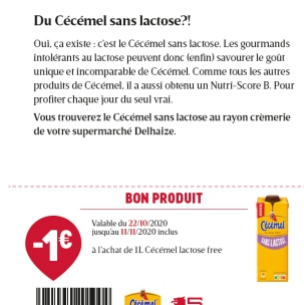 Du Cécémel sans lactose?!
Oui, ça existe : c'est le Cécémel sans lactose. Les gourmands
intolérants au lactose peuvent donc (enfin) savourer le goût
unique et incomparable de Cécémel. Comme tous les autres
produits de Cécémel, il a aussi obtenu un Nutri-Score B. Pour
profiter chaque jour du seul vrai.
Vous trouverez le Cécémel sans lactose au rayon crèmerie
de votre supermarché Delhaize.
BON PRODUIT
Valable du 22/10/2020
jusqu'au 11/11/2020 inclus
à l'achat de 1L Cécémel lactose free
-1€
Cécémel
SANS LACTOSE